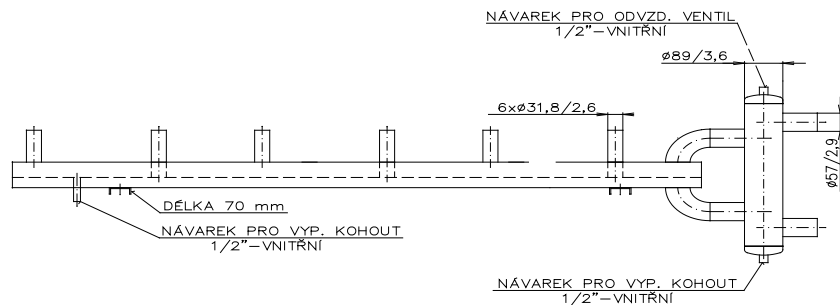 NÁVAREK PRO ODVZD. VENTIL
1/2"-VNITŘNÍ
ø89/3,6
6xø31,8/2,6
ø57/2,9
DÉLKA 70 mm
NÁVAREK PRO VYP. KOHOUT
1/2"-VNITŘNÍ
NÁVAREK PRO VYP. KOHOUT
1/2"-VNITŘNÍ